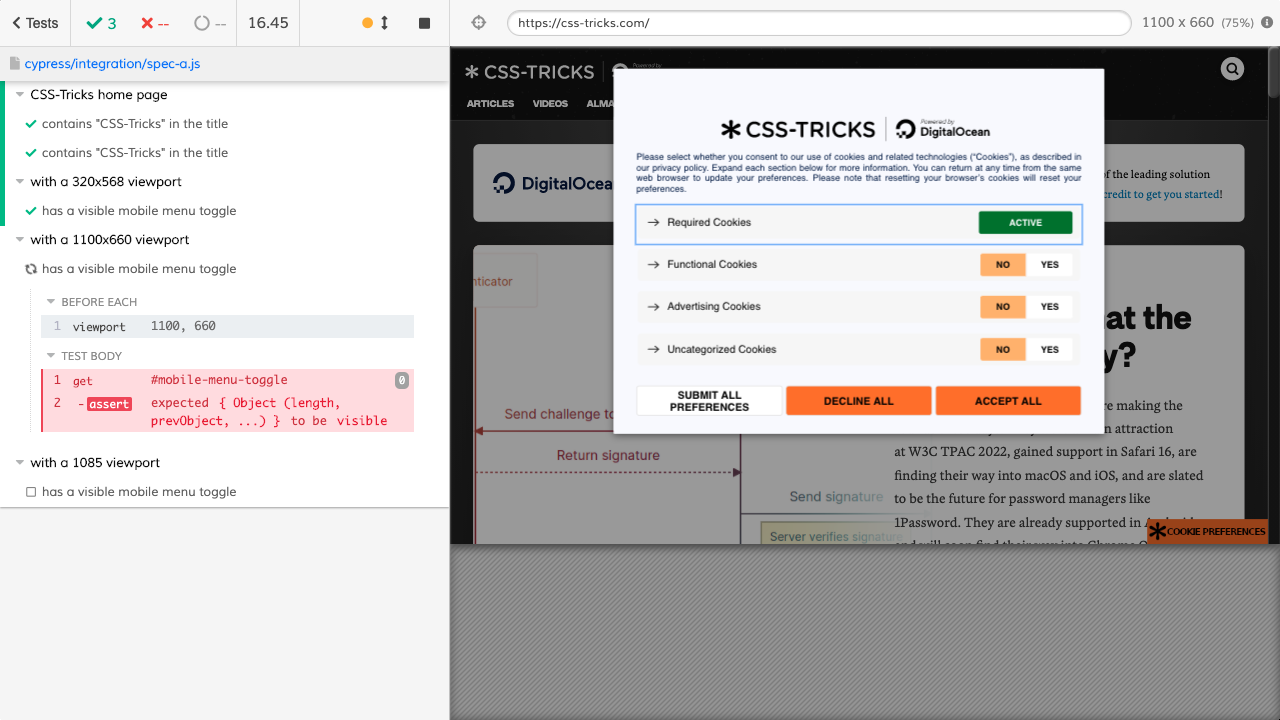 Tests
3
--
--
16.45
https://css-tricks.com/
1100 x 660 (75%)
cypress/integration/spec-a.js
CSS-Tricks home page
contains "CSS-Tricks" in the title
contains "CSS-Tricks" in the title
with a 320x568 viewport
has a visible mobile menu toggle
with a 1100x660 viewport
has a visible mobile menu toggle
BEFORE EACH
1 viewport 1100, 660
TEST BODY
1 get #mobile-menu-toggle 0
2 -assert expected { Object (length,
prevObject, ...) } to be visible
with a 1085 viewport
has a visible mobile menu toggle
CSS-TRICKS
Powered by
ARTICLES VIDEOS ALMA
CSS-TRICKS Powered by
DigitalOcean
Please select whether you consent to our use of cookies and related technologies (“Cookies”), as described in
our privacy policy. Expand each section below for more information. You can return at any time from the same
web browser to update your preferences. Please note that resetting your browser’s cookies will reset your
preferences.
Required Cookies ACTIVE
Functional Cookies NO YES
Advertising Cookies NO YES
Uncategorized Cookies NO YES
SUBMIT ALL
PREFERENCES
DECLINE ALL
ACCEPT ALL
DigitalOcean
of the leading solution
credit to get you started!
nticator
Send challenge to
Return signature
Send signature
Server verifies signature
at the
y?
re making the
n attraction
at W3C TPAC 2022, gained support in Safari 16, are
finding their way into macOS and iOS, and are slated
to be the future for password managers like
1Password. They are already supported in
COOKIE PREFERENCES